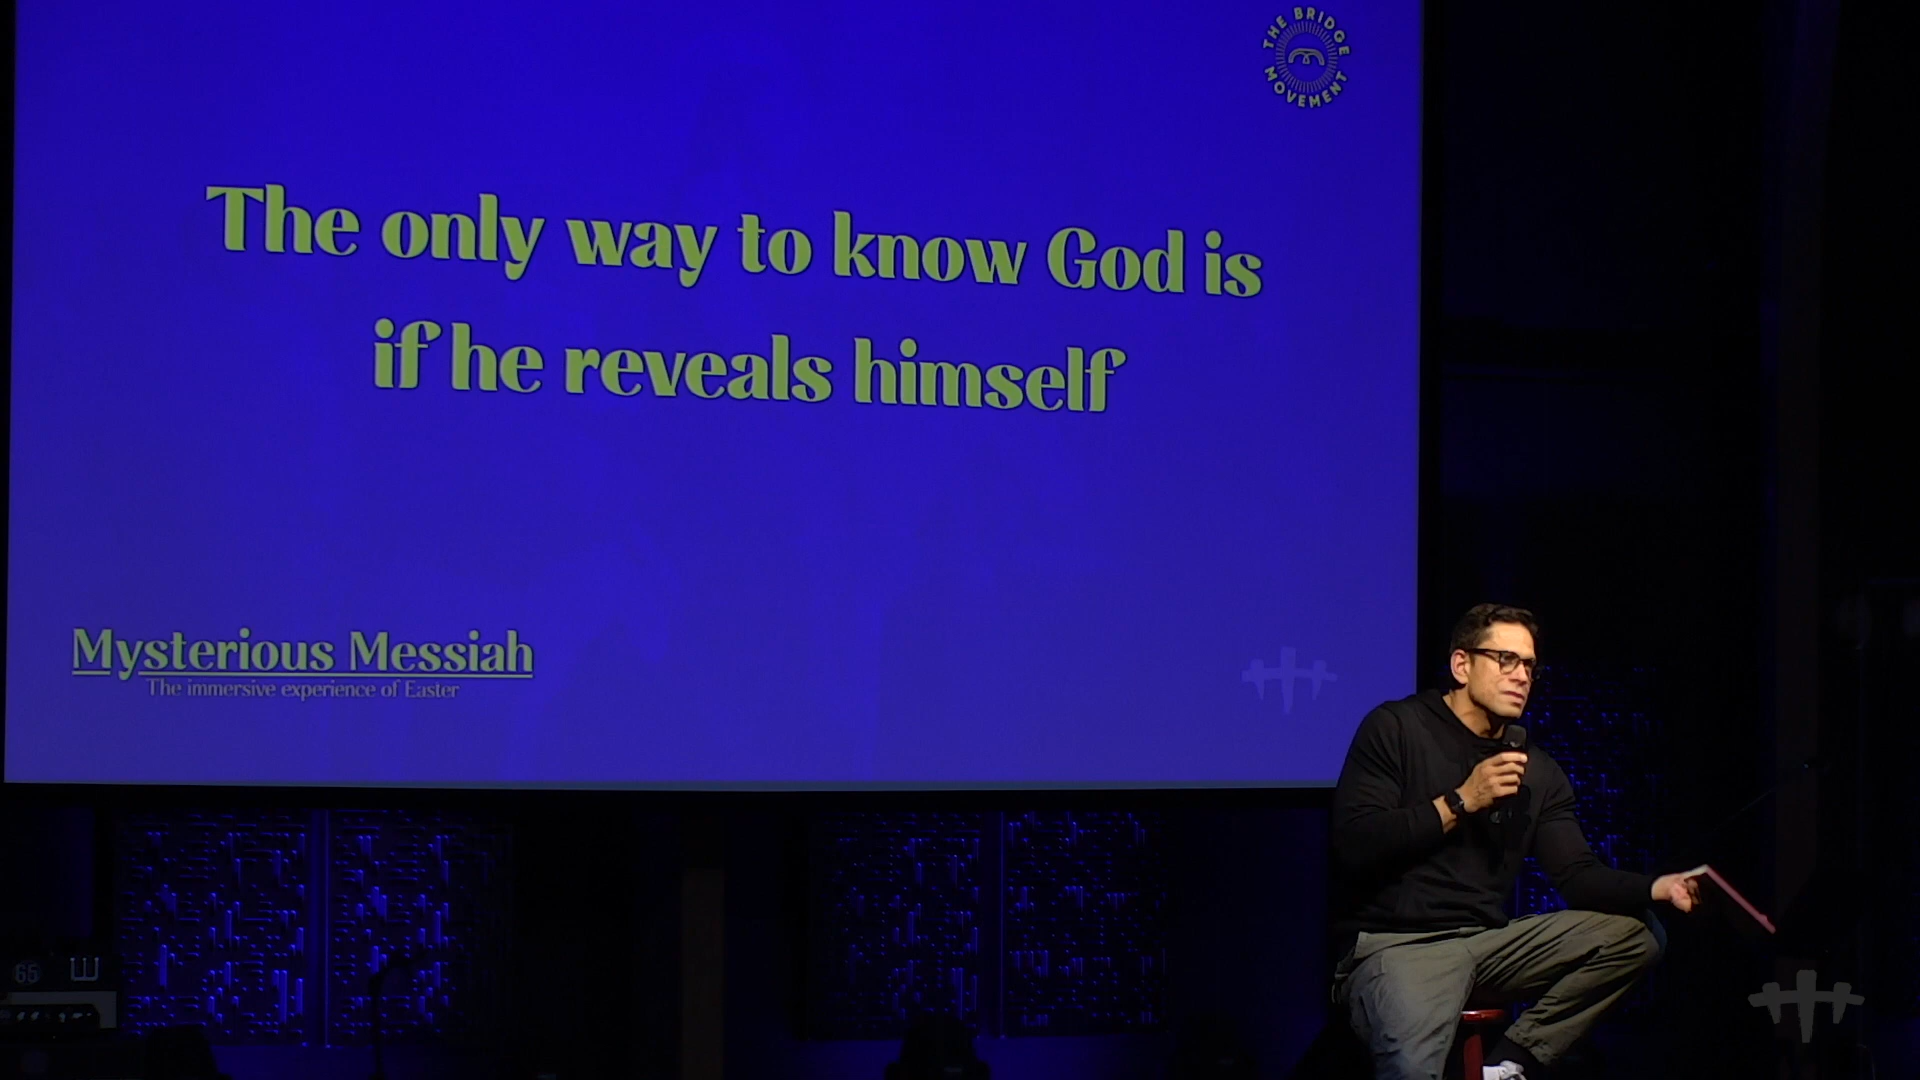 THE BRIDGE
MOVEMENT
The only way to know God is
if he reveals himself
Mysterious Messiah
The immersive experience of Easter
65